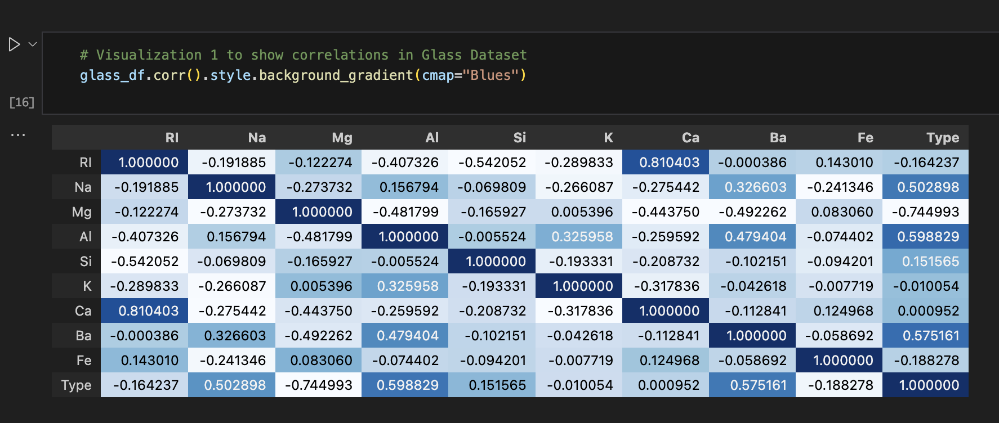 # Visualization 1 to show correlations in Glass Dataset
glass_df.corr().style.background_gradient(cmap="Blues")
[16]
...
RI Na Mg Al Si K Ca Ba Fe Type
RI 1.000000 -0.191885 -0.122274 -0.407326 -0.542052 -0.289833 0.810403 -0.000386 0.143010 -0.164237
Na -0.191885 1.000000 -0.273732 0.156794 -0.069809 -0.266087 -0.275442 0.326603 -0.241346 0.502898
Mg -0.122274 -0.273732 1.000000 -0.481799 -0.165927 0.005396 -0.443750 -0.492262 0.083060 -0.744993
Al -0.407326 0.156794 -0.481799 1.000000 -0.005524 0.325958 -0.259592 0.479404 -0.074402 0.598829
Si -0.542052 -0.069809 -0.165927 -0.005524 1.000000 -0.193331 -0.208732 -0.102151 -0.094201 0.151565
K -0.289833 -0.266087 0.005396 0.325958 -0.193331 1.000000 -0.317836 -0.042618 -0.007719 -0.010054
Ca 0.810403 -0.275442 -0.443750 -0.259592 -0.208732 -0.317836 1.000000 -0.112841 0.124968 0.000952
Ba -0.000386 0.326603 -0.492262 0.479404 -0.102151 -0.042618 -0.112841 1.000000 -0.058692 0.575161
Fe 0.143010 -0.241346 0.083060 -0.074402 -0.094201 -0.007719 0.124968 -0.058692 1.000000 -0.188278
Type -0.164237 0.502898 -0.744993 0.598829 0.151565 -0.010054 0.000952 0.575161 -0.188278 1.000000